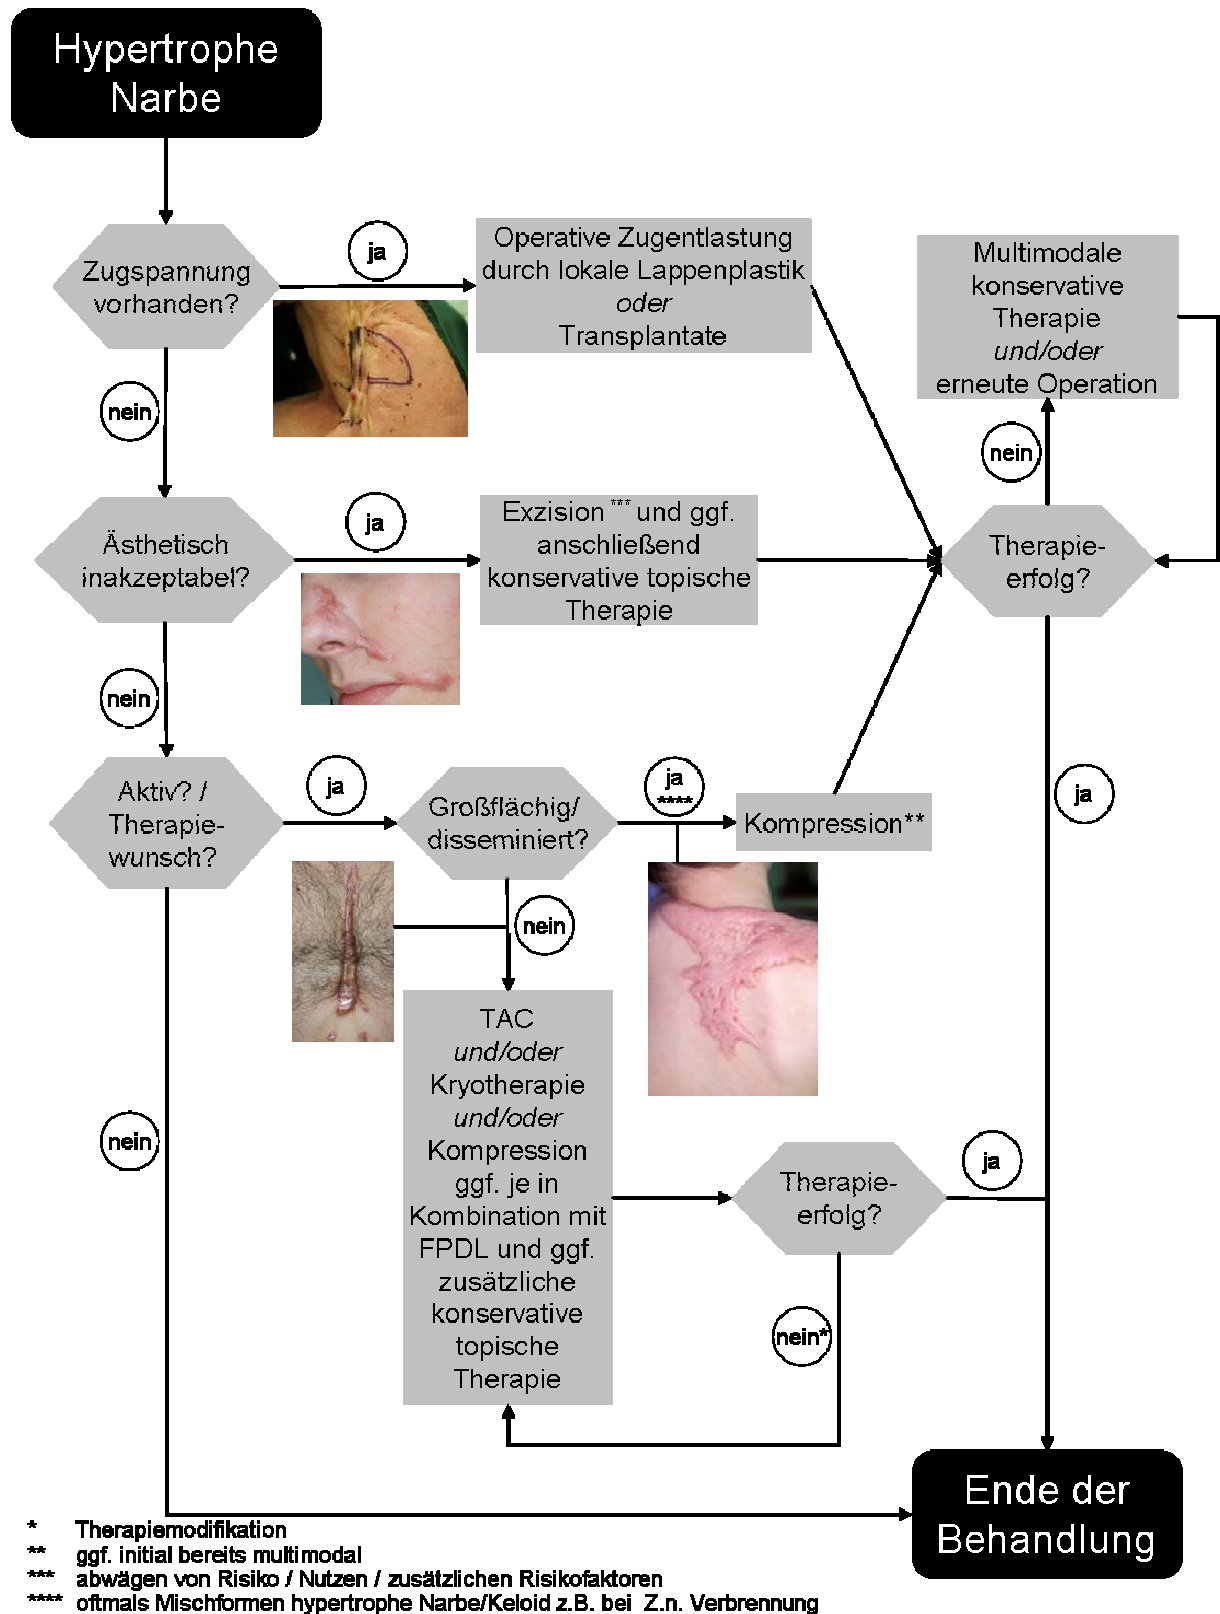 Hypertrophe
Narbe
Zugspannung
vorhanden?
ja
Operative Zugentlastung
durch lokale Lappenplastik
oder
Transplantate
Multimodale
konservative
Therapie
und/oder
erneute Operation
nein
nein
Ästhetisch
inakzeptabel?
ja
Exzision *** und ggf.
anschließend
konservative topische
Therapie
Therapie-
erfolg?
nein
ja
Aktiv? /
Therapie-
wunsch?
ja
Großflächig/
disseminiert?
ja
****
Kompression**
nein
TAC
und/oder
Kryotherapie
und/oder
Kompression
ggf. je in
Kombination mit
FPDL und ggf.
zusätzliche
konservative
topische
Therapie
nein
Therapie-
erfolg?
ja
nein*
Ende der
Behandlung
* Therapiemodifikation
** ggf. initial bereits multimodal
*** abwägen von Risiko / Nutzen / zusätzlichen Risikofaktoren
**** oftmals Mischformen hypertrophe Narbe/Keloid z.B. bei Z.n. Verbrennung